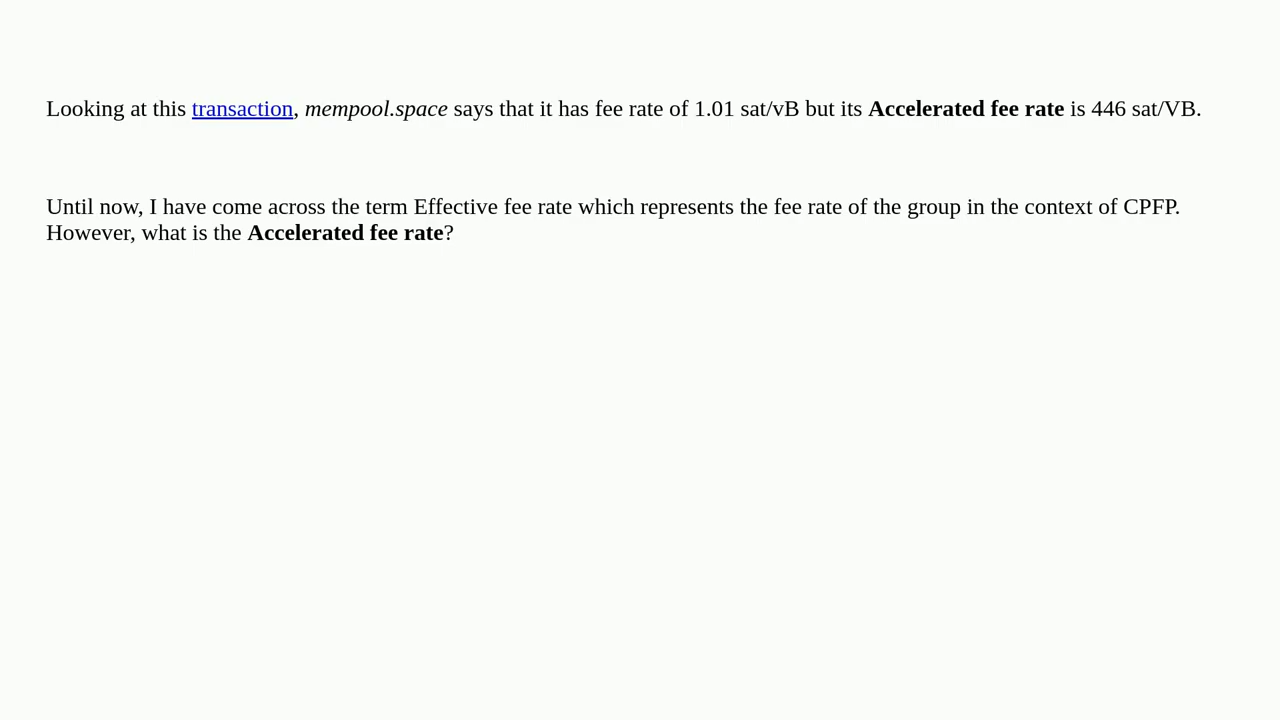 Looking at this transaction, mempool.space says that it has fee rate of 1.01 sat/vB but its Accelerated fee rate is 446 sat/VB.
Until now, I have come across the term Effective fee rate which represents the fee rate of the group in the context of CPFP.
However, what is the Accelerated fee rate?